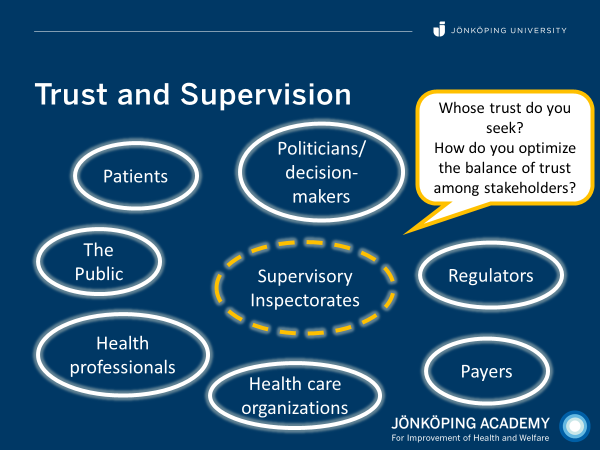 JÖNKÖPING UNIVERSITY
Trust and Supervision
Whose trust do you
seek?
How do you optimize
the balance of trust
among stakeholders?
Patients
Politicians/
decision-
makers
The
Public
Supervisory
Inspectorates
Regulators
Health
professionals
Health care
organizations
Payers
JÖNKÖPING ACADEMY
For Improvement of Health and Welfare